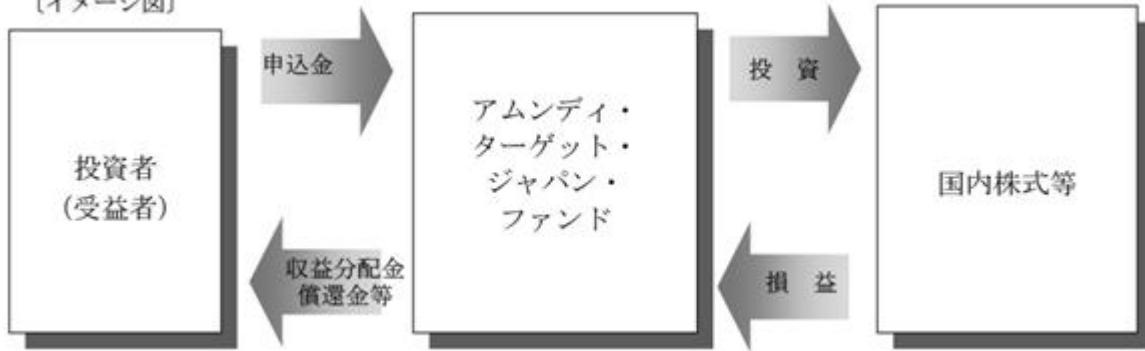 〔イメージ図〕
投資者
（受益者）
申込金
収益分配金
償還金等
アムンディ・
ターゲット・
ジャパン・
ファンド
投　資
損　益
国内株式等